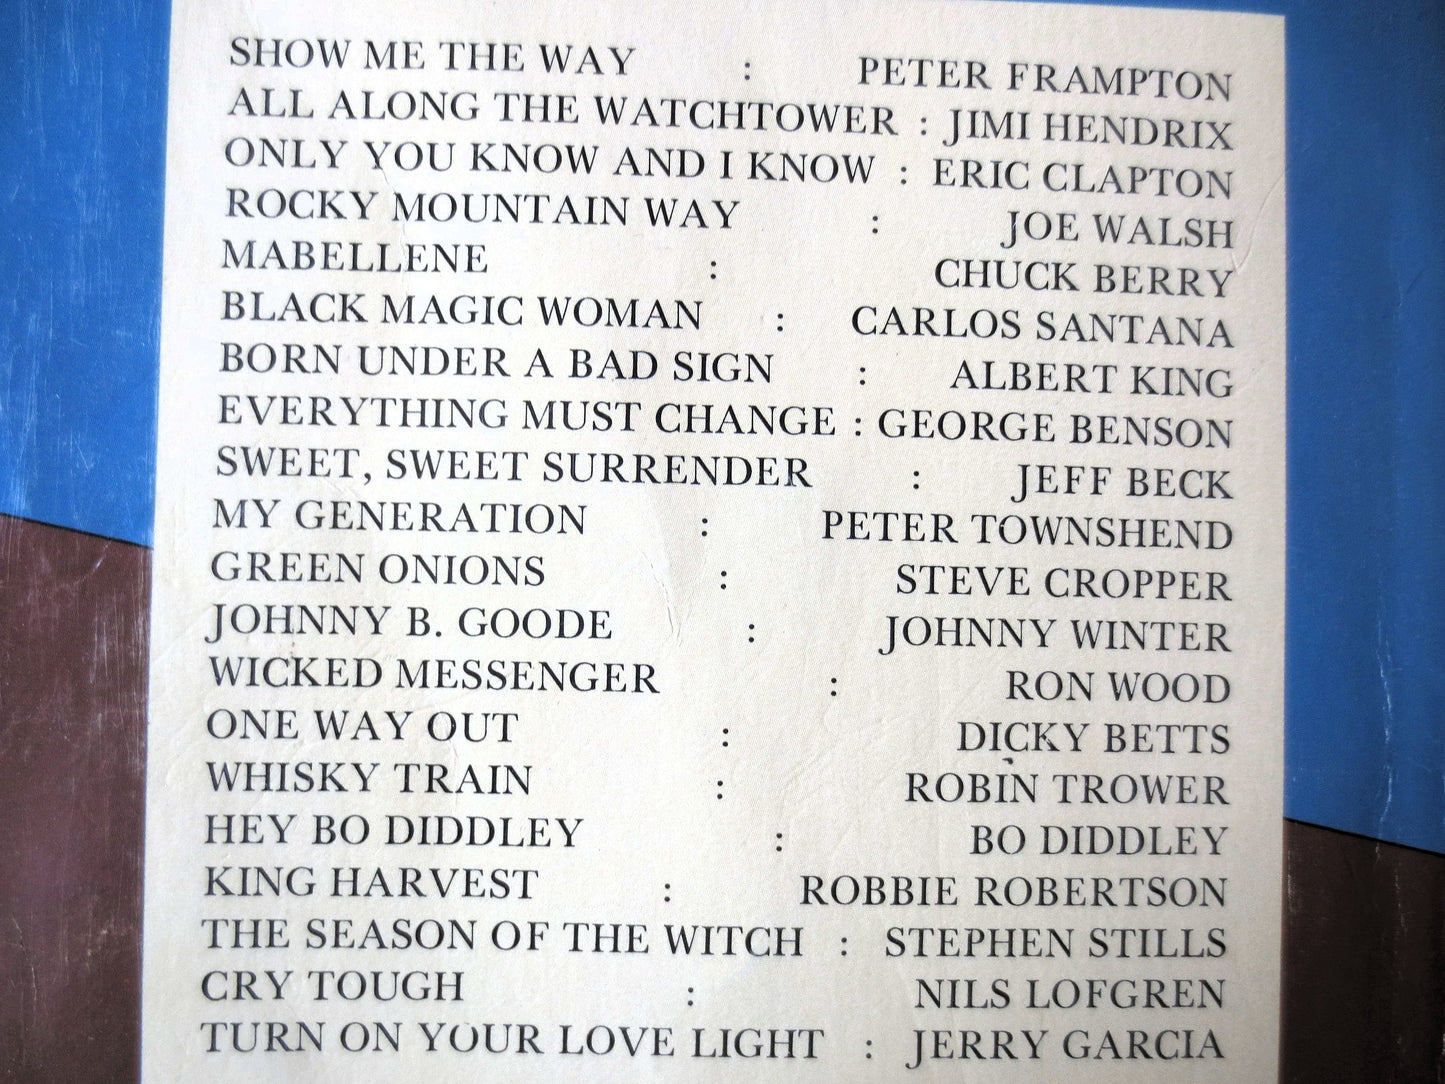 SHOW ME THE WAY : PETER FRAMPTON
ALL ALONG THE WATCHTOWER : JIMI HENDRIX
ONLY YOU KNOW AND I KNOW : ERIC CLAPTON
ROCKY MOUNTAIN WAY : JOE WALSH
MABELLENE : CHUCK BERRY
BLACK MAGIC WOMAN : CARLOS SANTANA
BORN UNDER A BAD SIGN : ALBERT KING
EVERYTHING MUST CHANGE : GEORGE BENSON
SWEET, SWEET SURRENDER : JEFF BECK
MY GENERATION : PETER TOWNSHEND
GREEN ONIONS : STEVE CROPPER
JOHNNY B. GOODE : JOHNNY WINTER
WICKED MESSENGER : RON WOOD
ONE WAY OUT : DICKY BETTS
WHISKY TRAIN : ROBIN TROWER
HEY BO DIDDLEY : BO DIDDLEY
KING HARVEST : ROBBIE ROBERTSON
THE SEASON OF THE WITCH : STEPHEN STILLS
CRY TOUGH : NILS LOFGREN
TURN ON YOUR LOVE LIGHT : JERRY GARCIA